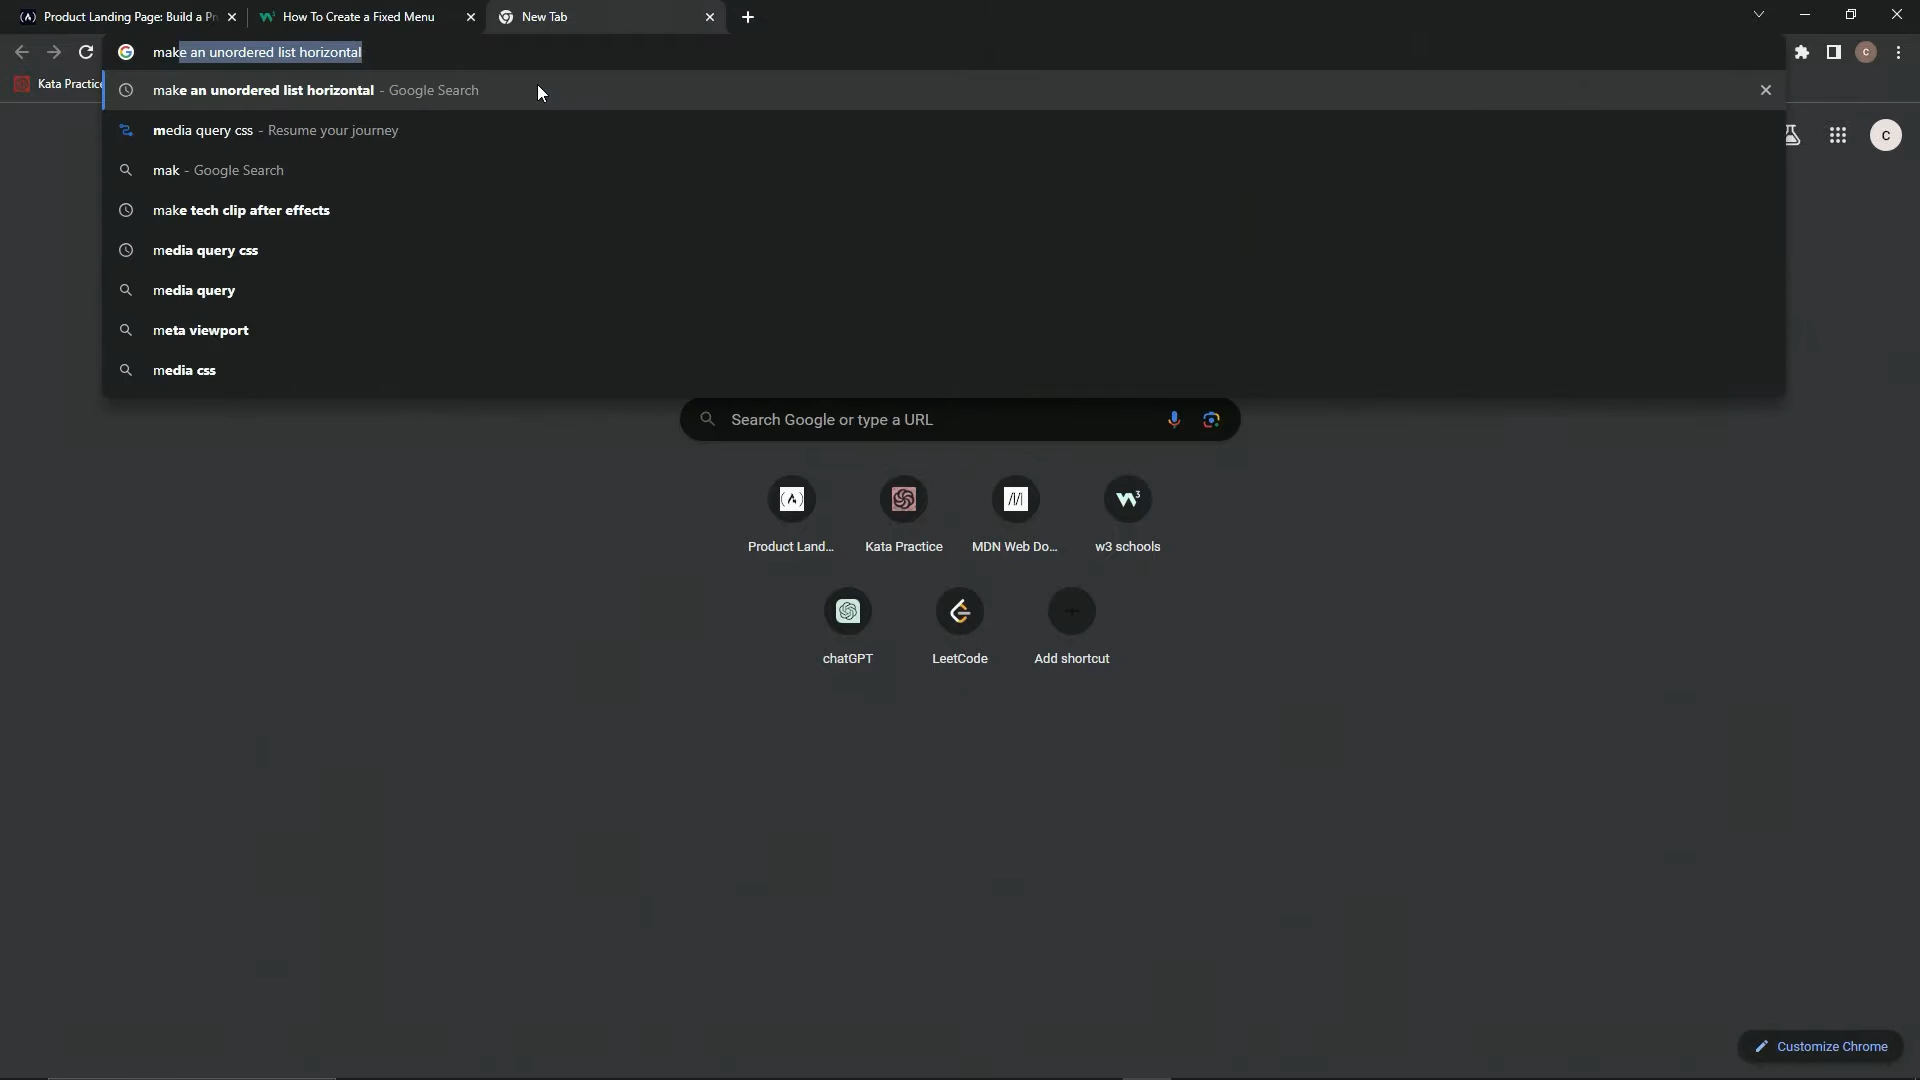 Product Landing Page: Build a Pr
How To Create a Fixed Menu
New Tab
make an unordered list horizontal
C
Kata Practice
make an unordered list horizontal - Google Search
media query css - Resume your journey
C
mak - Google Search
make tech clip after effects
media query css
media query
meta viewport
media css
Search Google or type a URL
Product Land...
Kata Practice
MDN Web Do...
w3 schools
chatGPT
LeetCode
Add shortcut
Customize Chrome